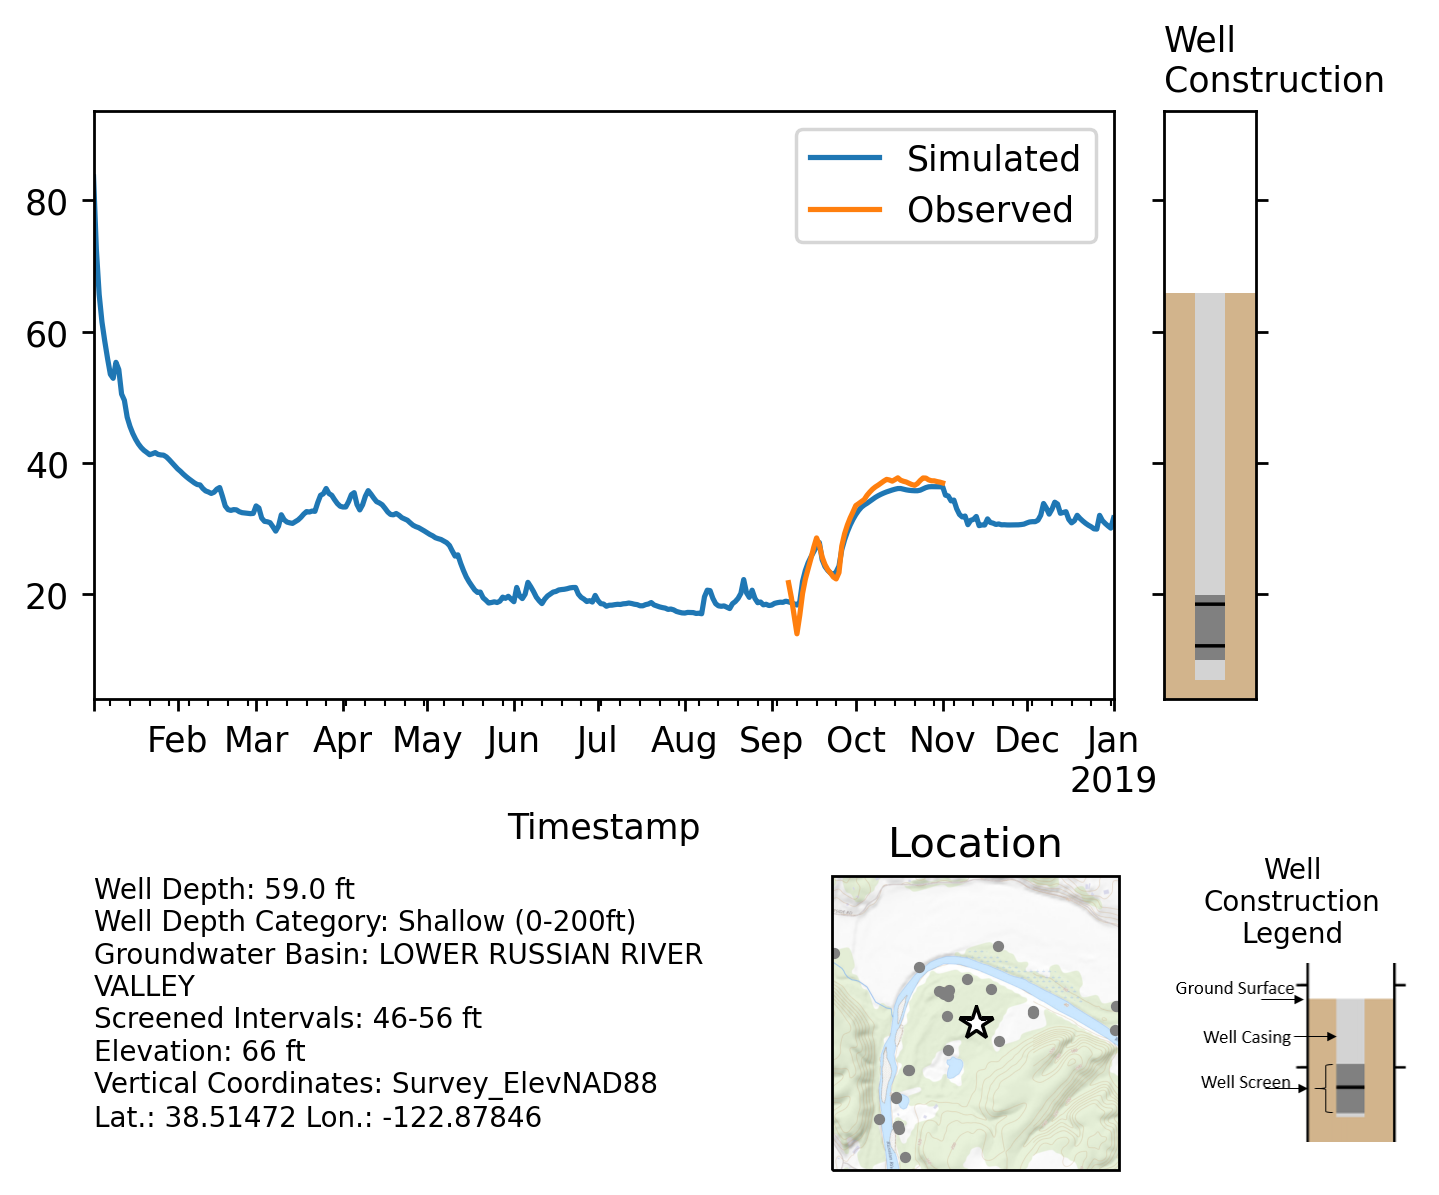 Well
Construction
Simulated
Observed
80
60
40
20
Feb Mar Apr May Jun Jul Aug Sep Oct Nov Dec Jan
2019
Timestamp
Well Depth: 59.0 ft
Well Depth Category: Shallow (0-200ft)
Groundwater Basin: LOWER RUSSIAN RIVER
VALLEY
Screened Intervals: 46-56 ft
Elevation: 66 ft
Vertical Coordinates: Survey_ElevNAD88
Lat.: 38.51472 Lon.: -122.87846
Location
Well
Construction
Legend
Ground Surface
Well Casing
Well Screen